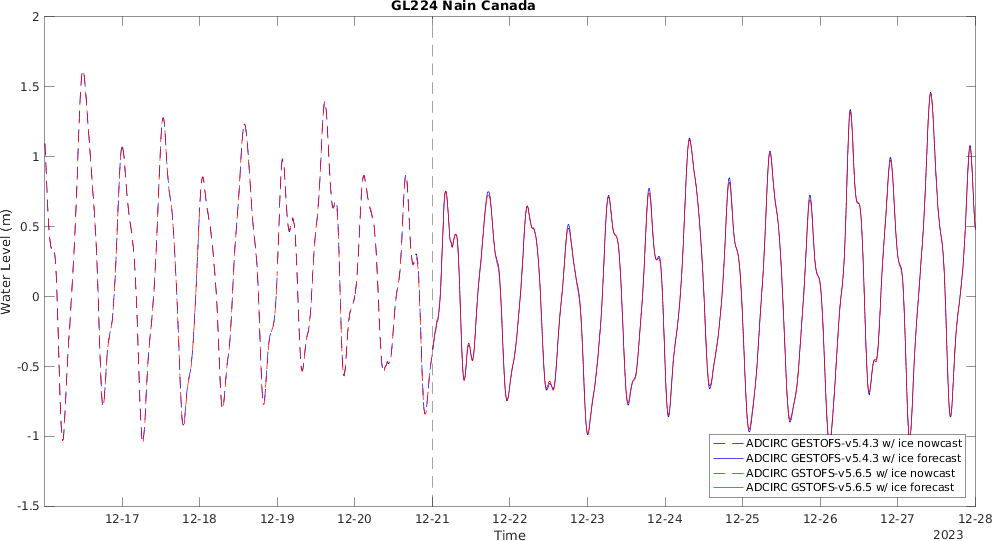 GL224 Nain Canada
2
1.5
1
0.5
0
-0.5
-1
-1.5
Water Level (m)
ADCIRC GESTOFS-v5.4.3 w/ ice nowcast
ADCIRC GESTOFS-v5.4.3 w/ ice forecast
ADCIRC GSTOFS-v5.6.5 w/ ice nowcast
ADCIRC GSTOFS-v5.6.5 w/ ice forecast
12-17 12-18 12-19 12-20 12-21 12-22 12-23 12-24 12-25 12-26 12-27 12-28
Time
2023